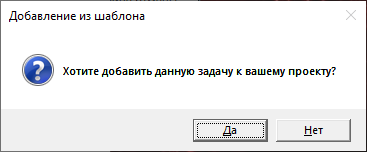 Добавление из шаблона
Хотите добавить данную задачу к вашему проекту?
Да
Нет